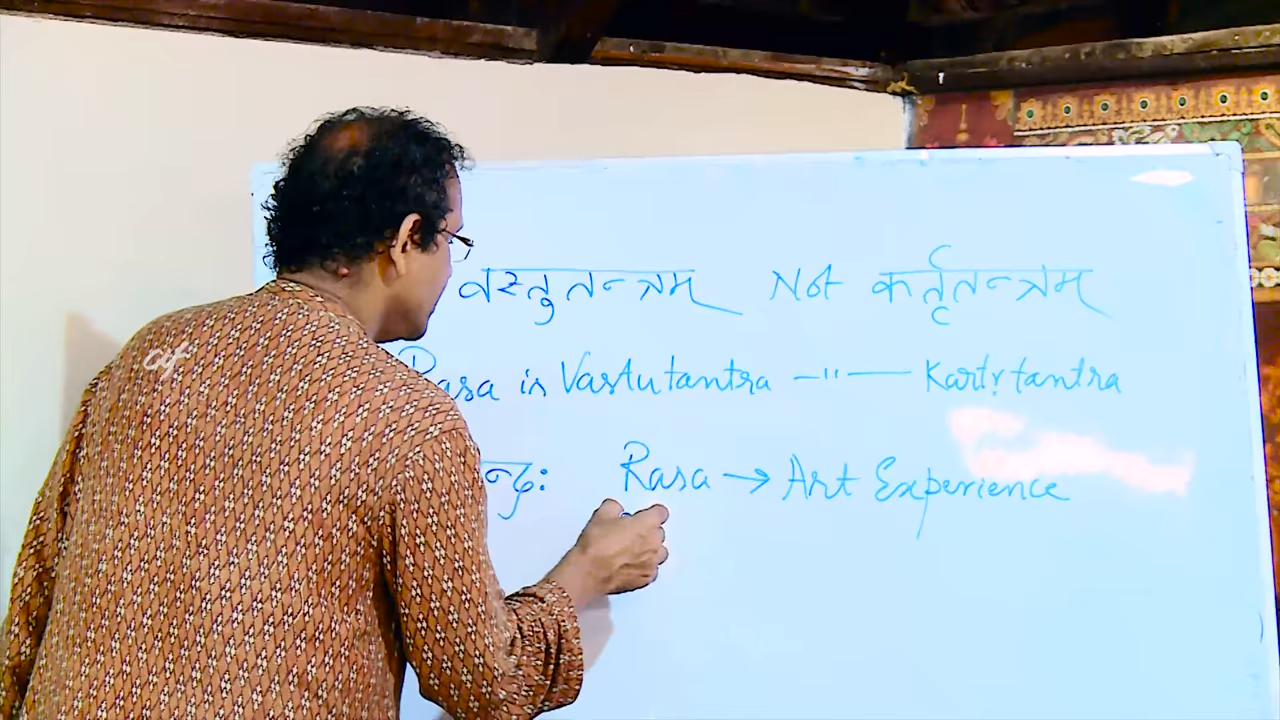 वस्तुतन्त्रम् Not कर्तृतन्त्रम्
Rasa is Vastutantra —"— Kartṛtantra
Rasa → Art Experience